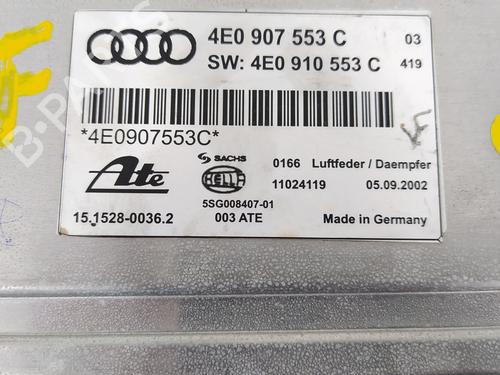 4E0 907 553 C 03
SW: 4E0 910 553 C 419
*4E0907553C*
Ate
SACHS
HELLA
0166 Luftfeder / Daempfer
11024119 05.09.2002
5SG008407-01
15.1528-0036.2 003 ATE Made in Germany
F
B-PARTS